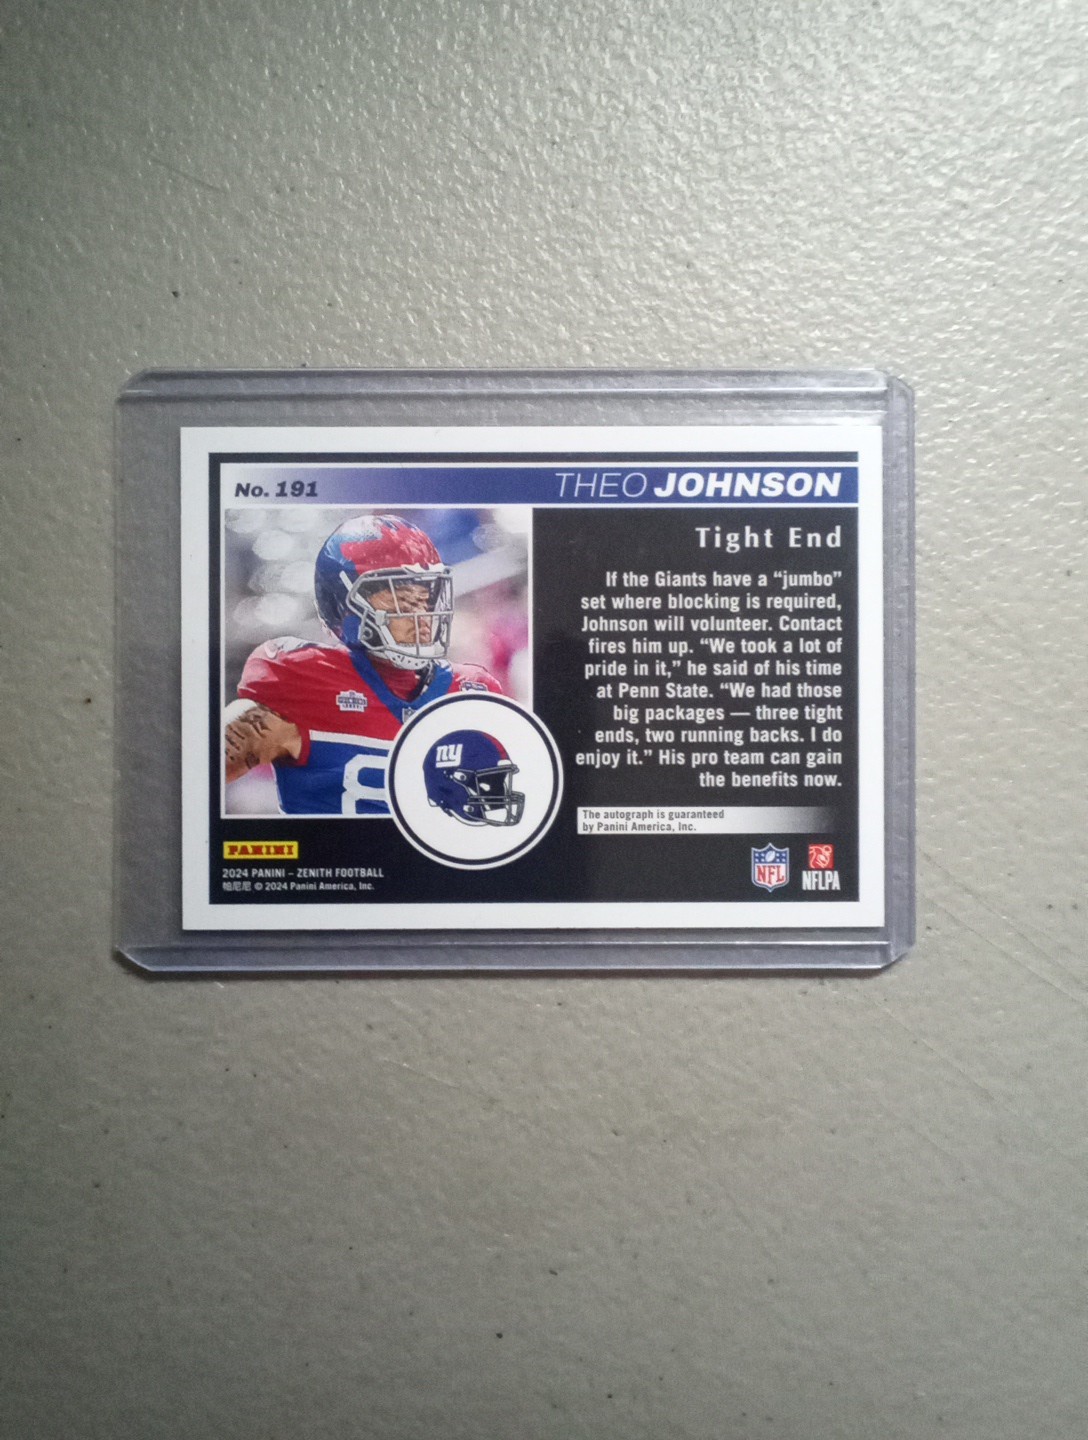 No. 191
THEO JOHNSON
Tight End
If the Giants have a “jumbo”
set where blocking is required,
Johnson will volunteer. Contact
fires him up. “We took a lot of
pride in it,” he said of his time
at Penn State. “We had those
big packages — three tight
ends, two running backs. I do
enjoy it.” His pro team can gain
the benefits now.
The autograph is guaranteed
by Panini America, Inc.
ny
PANINI
2024 PANINI – ZENITH FOOTBALL
帕尼尼 © 2024 Panini America, Inc.
NFL
NFLPA